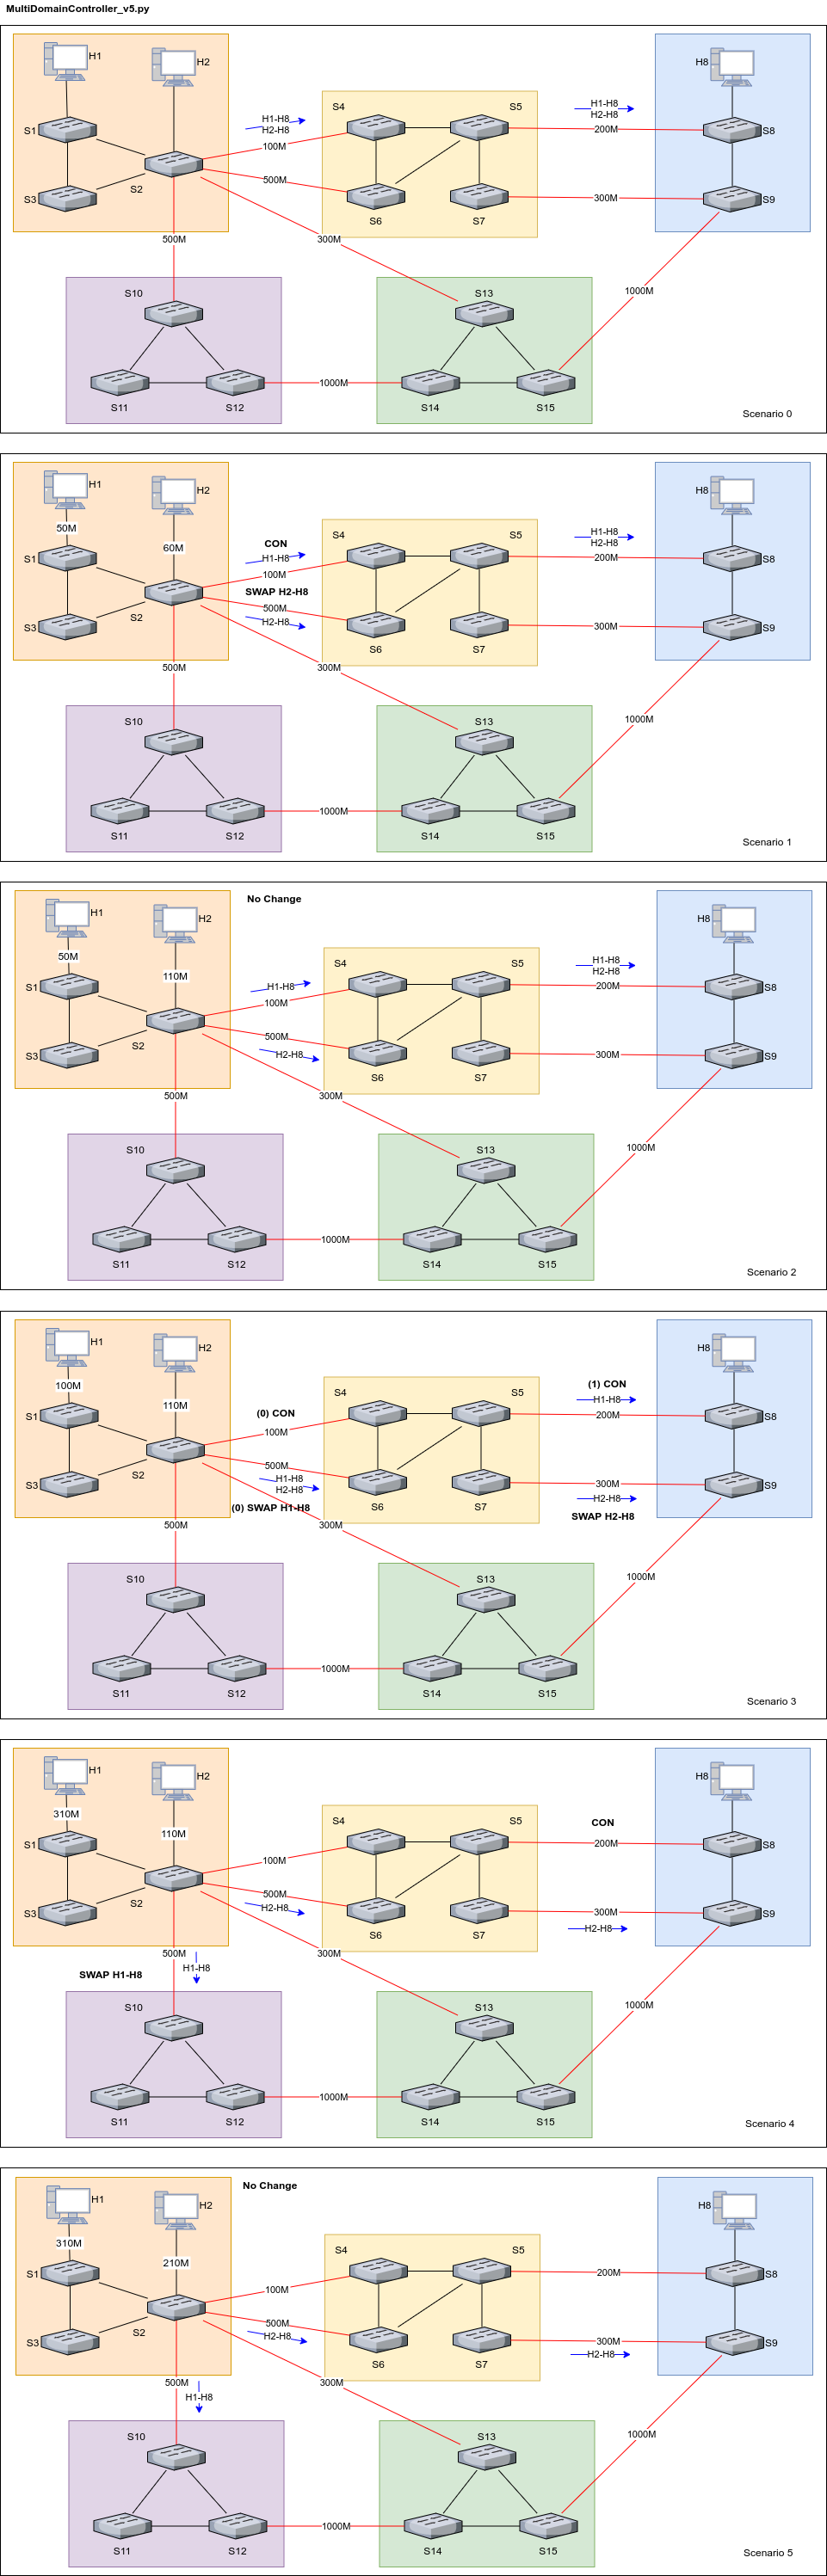 MultiDomainController_v5.py
H1
H2
H8
S4
S5
H1-H8
H2-H8
H1-H8
H2-H8
S1
200M
S8
100M
500M
S2
S3
300M
S9
S6
S7
500M
300M
S10
S13
1000M
1000M
S11
S12
S14
S15
Scenario 0
H1
H2
H8
50M
60M
S4
S5
H1-H8
H2-H8
CON
H1-H8
S1
200M
S8
100M
SWAP H2-H8
500M
H2-H8
S2
S3
300M
S9
S6
S7
500M
300M
S10
S13
1000M
1000M
S11
S12
S14
S15
Scenario 1
No Change
H1
H2
H8
50M
110M
S4
S5
H1-H8
H2-H8
H1-H8
S1
200M
S8
100M
500M
H2-H8
S2
S3
300M
S9
S6
S7
500M
300M
S10
S13
1000M
1000M
S11
S12
S14
S15
Scenario 2
H1
H2
H8
100M
110M
S4
S5
(1) CON
H1-H8
(0) CON
S1
200M
S8
100M
500M
H1-H8
H2-H8
S2
S3
300M
S9
H2-H8
S6
S7
(0) SWAP H1-H8
SWAP H2-H8
500M
300M
S10
S13
1000M
1000M
S11
S12
S14
S15
Scenario 3
H1
H2
H8
310M
110M
S4
S5
CON
S1
200M
S8
100M
500M
H2-H8
S2
S3
300M
S9
H2-H8
S6
S7
500M
H1-H8
300M
SWAP H1-H8
S10
S13
1000M
1000M
S11
S12
S14
S15
Scenario 4
No Change
H1
H2
H8
310M
210M
S4
S5
S1
200M
S8
100M
500M
H2-H8
S2
S3
300M
S9
H2-H8
S6
S7
500M
H1-H8
300M
S10
S13
1000M
1000M
S11
S12
S14
S15
Scenario 5